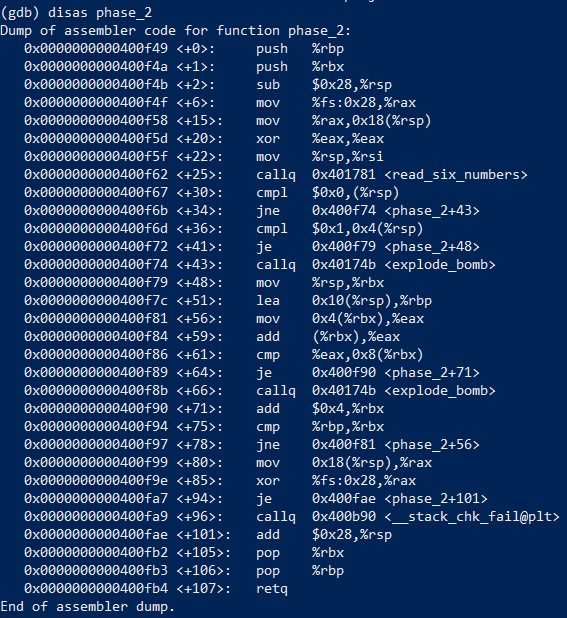 (gdb) disas phase_2
Dump of assembler code for function phase_2:
   0x0000000000400f49 <+0>:     push   %rbp
   0x0000000000400f4a <+1>:     push   %rbx
   0x0000000000400f4b <+2>:     sub    $0x28,%rsp
   0x0000000000400f4f <+6>:     mov    %fs:0x28,%rax
   0x0000000000400f58 <+15>:    mov    %rax,0x18(%rsp)
   0x0000000000400f5d <+20>:    xor    %eax,%eax
   0x0000000000400f5f <+22>:    mov    %rsp,%rsi
   0x0000000000400f62 <+25>:    callq  0x401781 <read_six_numbers>
   0x0000000000400f67 <+30>:    cmpl   $0x0,(%rsp)
   0x0000000000400f6b <+34>:    jne    0x400f74 <phase_2+43>
   0x0000000000400f6d <+36>:    cmpl   $0x1,0x4(%rsp)
   0x0000000000400f72 <+41>:    je     0x400f79 <phase_2+48>
   0x0000000000400f74 <+43>:    callq  0x40174b <explode_bomb>
   0x0000000000400f79 <+48>:    mov    %rsp,%rbx
   0x0000000000400f7c <+51>:    lea    0x10(%rsp),%rbp
   0x0000000000400f81 <+56>:    mov    0x4(%rbx),%eax
   0x0000000000400f84 <+59>:    add    (%rbx),%eax
   0x0000000000400f86 <+61>:    cmp    %eax,0x8(%rbx)
   0x0000000000400f89 <+64>:    je     0x400f90 <phase_2+71>
   0x0000000000400f8b <+66>:    callq  0x40174b <explode_bomb>
   0x0000000000400f90 <+71>:    add    $0x4,%rbx
   0x0000000000400f94 <+75>:    cmp    %rbp,%rbx
   0x0000000000400f97 <+78>:    jne    0x400f81 <phase_2+56>
   0x0000000000400f99 <+80>:    mov    0x18(%rsp),%rax
   0x0000000000400f9e <+85>:    xor    %fs:0x28,%rax
   0x0000000000400fa7 <+94>:    je     0x400fae <phase_2+101>
   0x0000000000400fa9 <+96>:    callq  0x400b90 <__stack_chk_fail@plt>
   0x0000000000400fae <+101>:   add    $0x28,%rsp
   0x0000000000400fb2 <+105>:   pop    %rbx
   0x0000000000400fb3 <+106>:   pop    %rbp
   0x0000000000400fb4 <+107>:   retq
End of assembler dump.